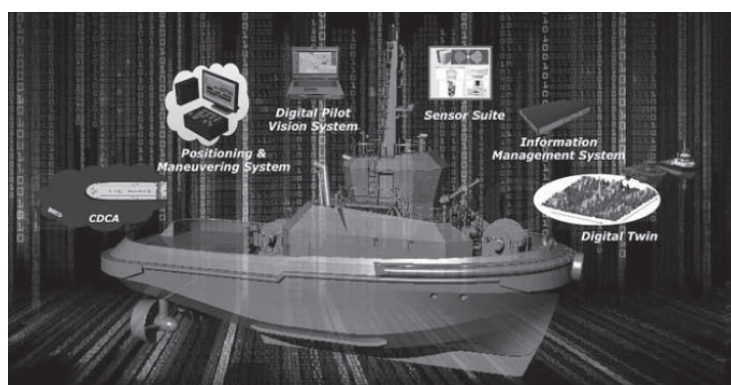 Digital Pilot
Vision System
Sensor Suite
Positioning &
Maneuvering System
Information
Management System
CDCA
Digital Twin